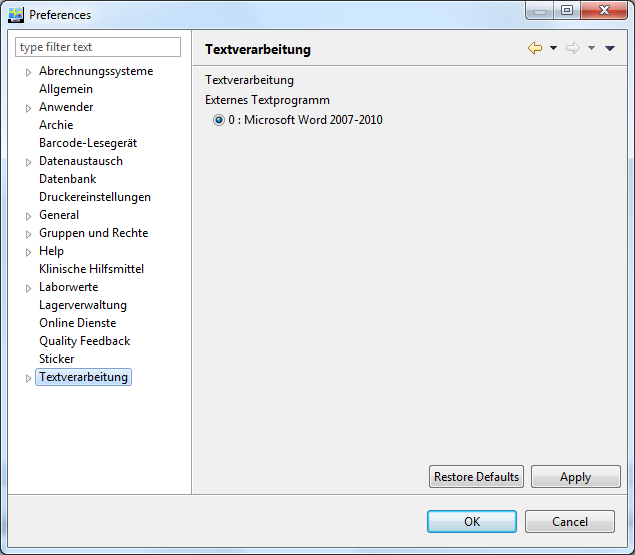 Preferences
type filter text
Abrechnungssysteme
Allgemein
Anwender
Archie
Barcode-Lesegerät
Datenaustausch
Datenbank
Druckereinstellungen
General
Gruppen und Rechte
Help
Klinische Hilfsmittel
Laborwerte
Lagerverwaltung
Online Dienste
Quality Feedback
Sticker
Textverarbeitung
Textverarbeitung
Textverarbeitung
Externes Textprogramm
0 : Microsoft Word 2007-2010
Restore Defaults Apply
OK Cancel